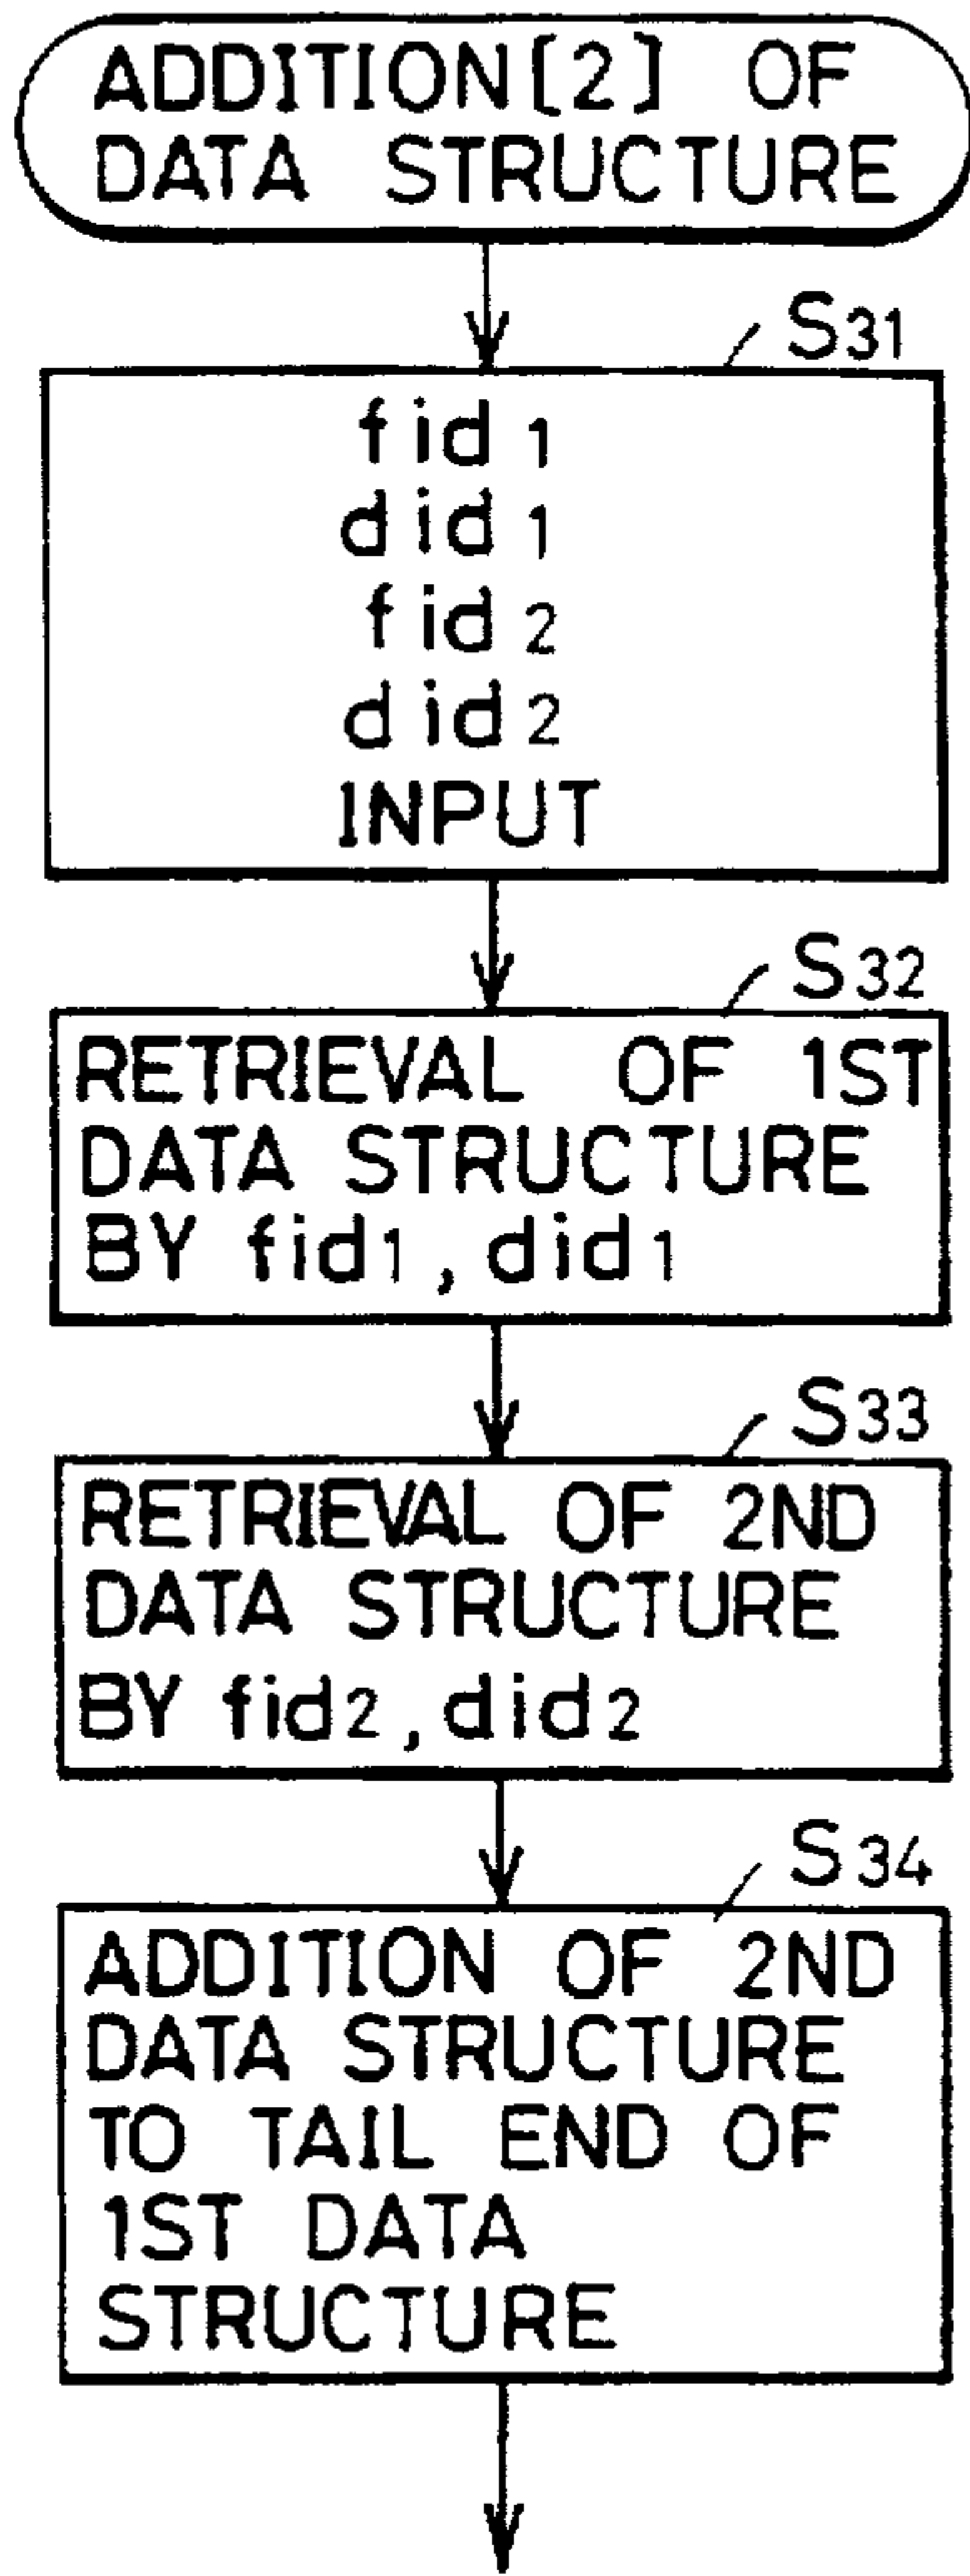 ADDITION[2] OF
DATA STRUCTURE
S31
fid1
did1
fid2
did2
INPUT
S32
RETRIEVAL OF 1ST
DATA STRUCTURE
BY fid1, did1
S33
RETRIEVAL OF 2ND
DATA STRUCTURE
BY fid2, did2
S34
ADDITION OF 2ND
DATA STRUCTURE
TO TAIL END OF
1ST DATA
STRUCTURE